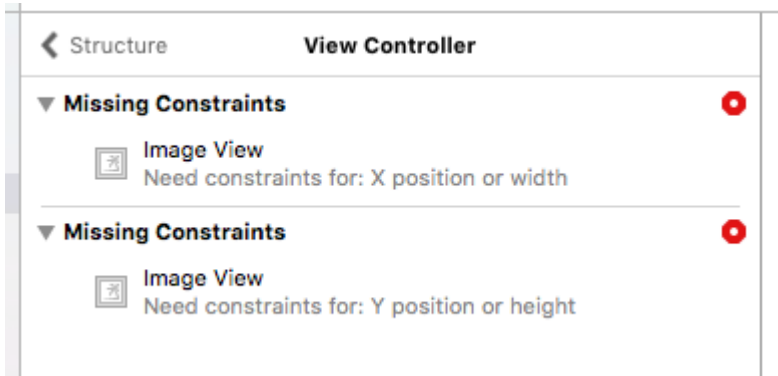 Structure
View Controller
Missing Constraints
Image View
Need constraints for: X position or width
Missing Constraints
Image View
Need constraints for: Y position or height